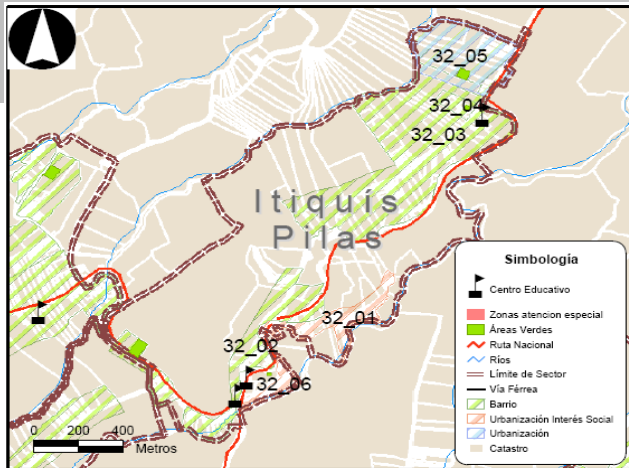 32_05
32_04
32_03
Itiquís
Pilas
32_01
32_02
32_06
0 200 400
Metros
Simbología
Centro Educativo
Zonas atencion especial
Áreas Verdes
Ruta Nacional
Ríos
Límite de Sector
Vía Férrea
Barrio
Urbanización Interés Social
Urbanización
Catastro